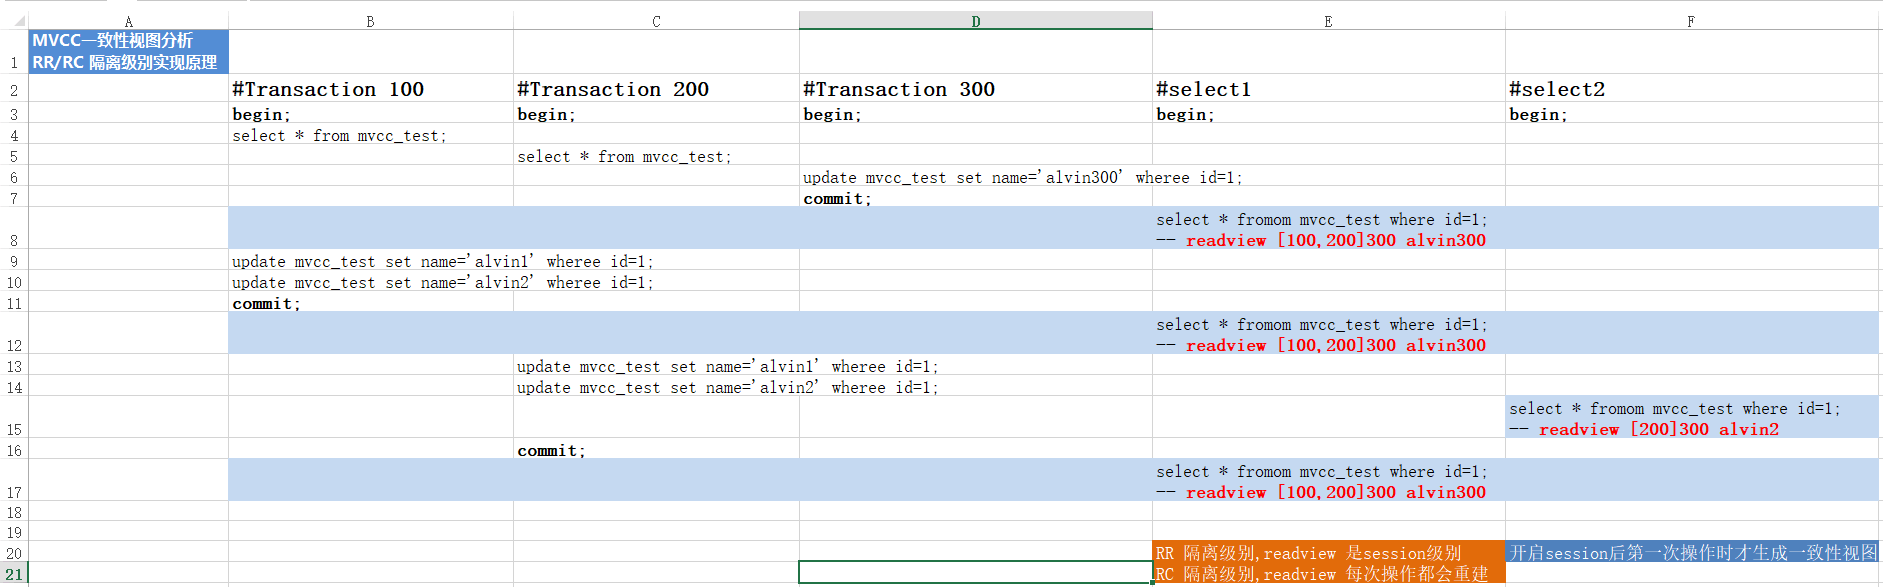 A B C D E F
MVCC一致性视图分析
1 RR/RC 隔离级别实现原理
2 #Transaction 100 #Transaction 200 #Transaction 300 #select1 #select2
3 begin; begin; begin; begin; begin;
4 select * from mvcc_test;
5 select * from mvcc_test;
6 update mvcc_test set name='alvin300' wheree id=1;
7 commit;
select * fromom mvcc_test where id=1;
8 -- readview [100,200]300 alvin300
9 update mvcc_test set name='alvin1' wheree id=1;
10 update mvcc_test set name='alvin2' wheree id=1;
11 commit;
select * fromom mvcc_test where id=1;
12 -- readview [100,200]300 alvin300
13 update mvcc_test set name='alvin1' wheree id=1;
14 update mvcc_test set name='alvin2' wheree id=1;
select * fromom mvcc_test where id=1;
15 -- readview [200]300 alvin2
16 commit;
select * fromom mvcc_test where id=1;
17 -- readview [100,200]300 alvin300
18
19
20 RR 隔离级别,readview 是session级别 开启session后第一次操作时才生成一致性视图
21 RC 隔离级别,readview 每次操作都会重建